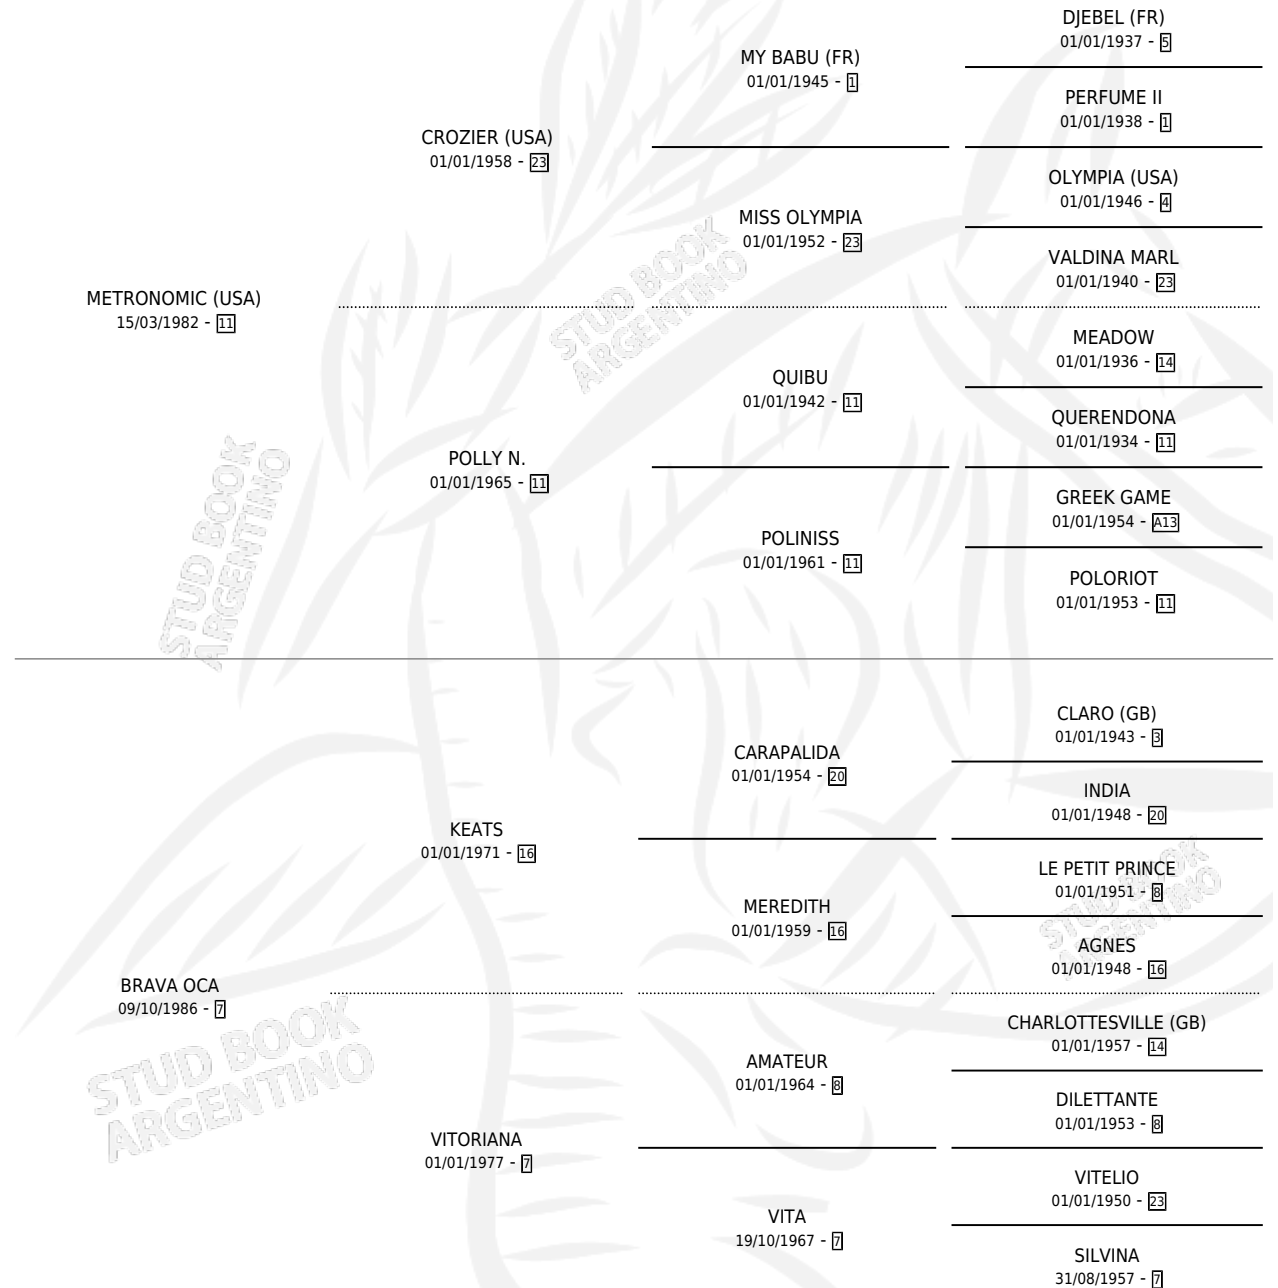 DJEBEL (FR)
01/01/1937 - 5
MY BABU (FR)
01/01/1945 - 1
PERFUME II
01/01/1938 - 1
CROZIER (USA)
01/01/1958 - 23
OLYMPIA (USA)
01/01/1946 - 4
MISS OLYMPIA
01/01/1952 - 23
VALDINA MARL
01/01/1940 - 23
METRONOMIC (USA)
15/03/1982 - 11
MEADOW
01/01/1936 - 14
QUIBU
01/01/1942 - 11
QUERENDONA
01/01/1934 - 11
POLLY N.
01/01/1965 - 11
GREEK GAME
01/01/1954 - A13
POLINISS
01/01/1961 - 11
POLORIOT
01/01/1953 - 11
CLARO (GB)
01/01/1943 - 3
CARAPALIDA
01/01/1954 - 20
INDIA
01/01/1948 - 20
KEATS
01/01/1971 - 16
LE PETIT PRINCE
01/01/1951 - 8
MEREDITH
01/01/1959 - 16
AGNES
01/01/1948 - 16
BRAVA OCA
09/10/1986 - 7
CHARLOTTESVILLE (GB)
01/01/1957 - 14
AMATEUR
01/01/1964 - 8
DILETTANTE
01/01/1953 - 8
VITORIANA
01/01/1977 - 7
VITELIO
01/01/1950 - 23
VITA
19/10/1967 - 7
SILVINA
31/08/1957 - 7
STUD BOOK
ARGENTINO
STUD BOOK
ARGENTINO
STUD BOOK
ARGENTINO
STUD BOOK
ARGENTINO